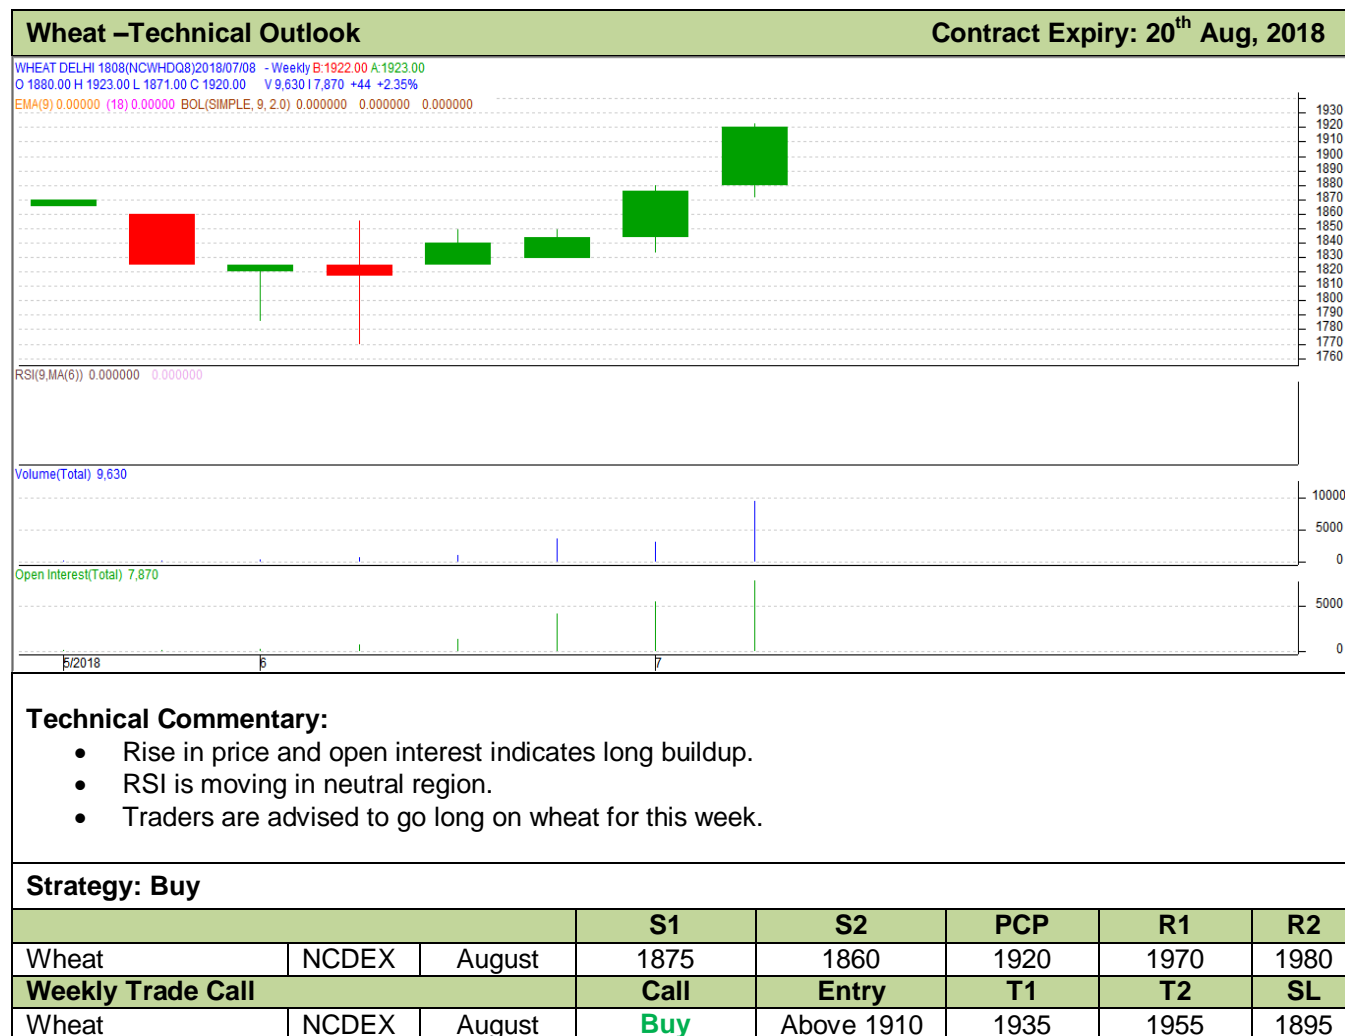 Wheat –Technical Outlook Contract Expiry: 20th Aug, 2018
WHEAT DELHI 1808(NCWHDQ8)2018/07/08 - Weekly B:1922.00 A:1923.00
O 1880.00 H 1923.00 L 1871.00 C 1920.00 V 9,630 I 7,870 +44 +2.35%
EMA(9) 0.00000 (18) 0.00000 BOL(SIMPLE, 9, 2.0) 0.000000 0.000000 0.000000
1930
1920
1910
1900
1890
1880
1870
1860
1850
1840
1830
1820
1810
1800
1790
1780
1770
1760
RSI(9,MA(6)) 0.000000 0.000000
Volume(Total) 9,630
10000
5000
0
Open Interest(Total) 7,870
5000
0
5/2018 6 7
Technical Commentary:
• Rise in price and open interest indicates long buildup.
• RSI is moving in neutral region.
• Traders are advised to go long on wheat for this week.
Strategy: Buy
S1 S2 PCP R1 R2
Wheat NCDEX August 1875 1860 1920 1970 1980
Weekly Trade Call Call Entry T1 T2 SL
Wheat NCDEX August Buy Above 1910 1935 1955 1895